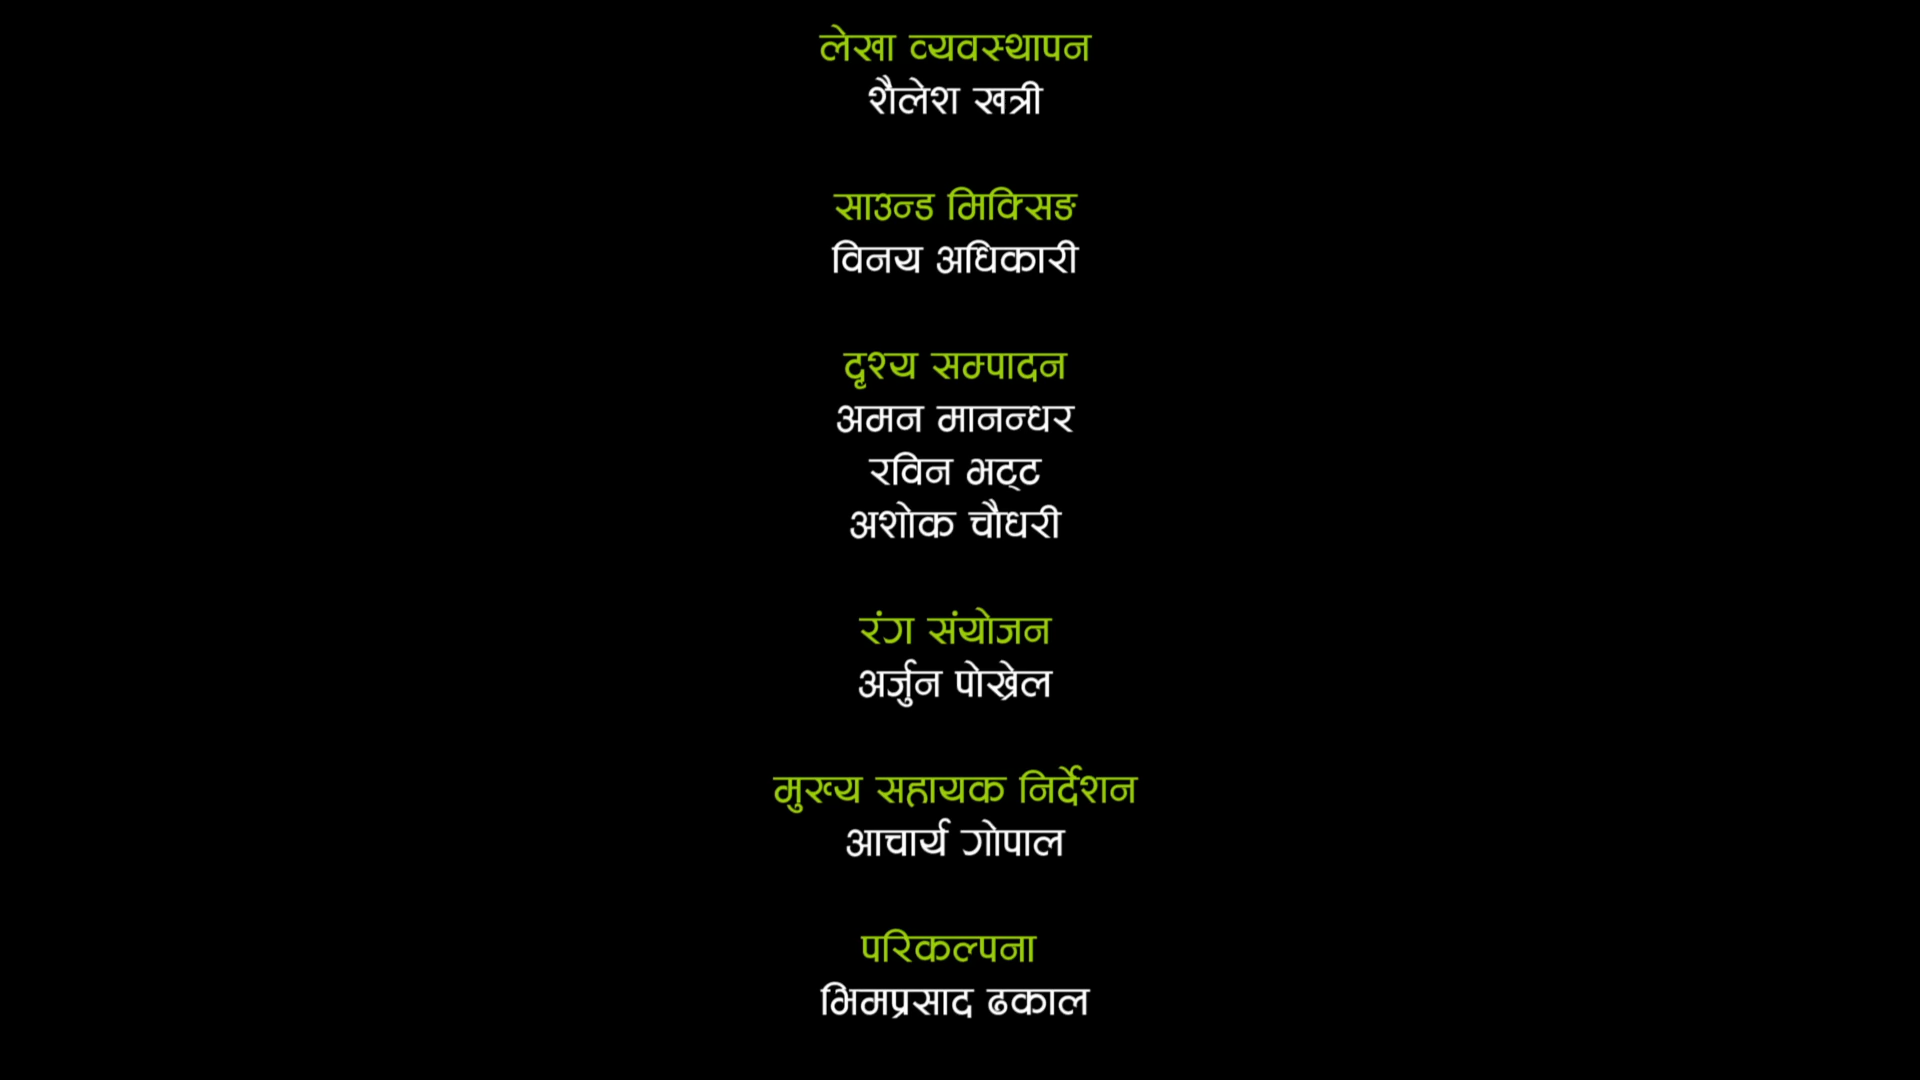 लेखा व्यवस्थापन
शैलेश खत्री
साउन्ड मिक्सिङ
विनय अधिकारी
दृश्य सम्पादन
अमन मानन्धर
रविन भट्ट
अशोक चौधरी
रंग संयोजन
अर्जुन पोख्रेल
मुख्य सहायक निर्देशन
आचार्य गोपाल
परिकल्पना
भिमप्रसाद ढकाल